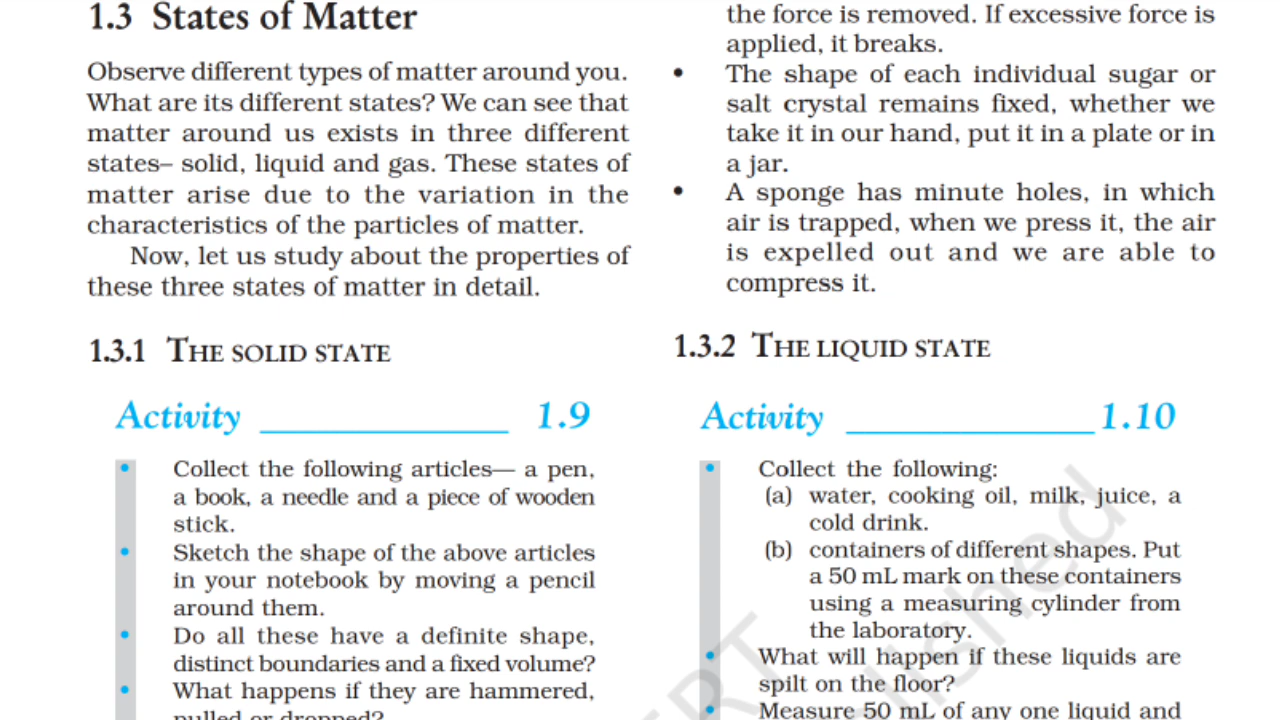 1.3 States of Matter
Observe different types of matter around you.
What are its different states? We can see that
matter around us exists in three different
states– solid, liquid and gas. These states of
matter arise due to the variation in the
characteristics of the particles of matter.
Now, let us study about the properties of
these three states of matter in detail.
1.3.1 THE SOLID STATE
Activity ______________ 1.9
• Collect the following articles— a pen,
a book, a needle and a piece of wooden
stick.
• Sketch the shape of the above articles
in your notebook by moving a pencil
around them.
• Do all these have a definite shape,
distinct boundaries and a fixed volume?
• What happens if they are hammered,
pulled or dropped?
the force is removed. If excessive force is
applied, it breaks.
• The shape of each individual sugar or
salt crystal remains fixed, whether we
take it in our hand, put it in a plate or in
a jar.
• A sponge has minute holes, in which
air is trapped, when we press it, the air
is expelled out and we are able to
compress it.
1.3.2 THE LIQUID STATE
Activity ______________ 1.10
• Collect the following:
(a) water, cooking oil, milk, juice, a
cold drink.
(b) containers of different shapes. Put
a 50 mL mark on these containers
using a measuring cylinder from
the laboratory.
• What will happen if these liquids are
spilt on the floor?
• Measure 50 mL of any one liquid and